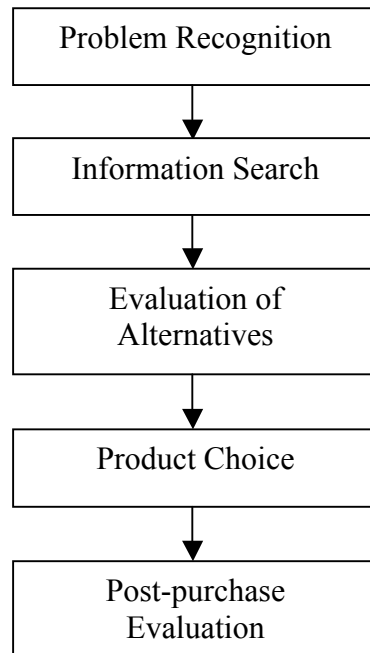 Problem Recognition
Information Search
Evaluation of
Alternatives
Product Choice
Post-purchase
Evaluation